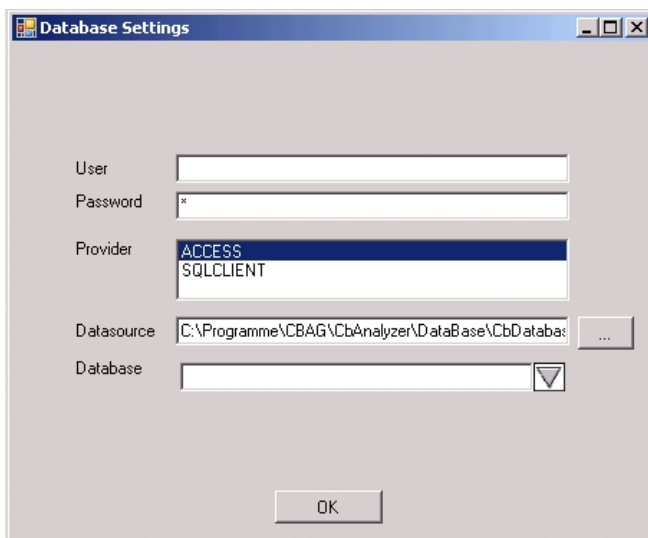 Database Settings
User
Password *
Provider ACCESS
SQLCLIENT
Datasource C:\Programme\CBAG\CbAnalyzer\DataBase\CbDatabas ...
Database
OK